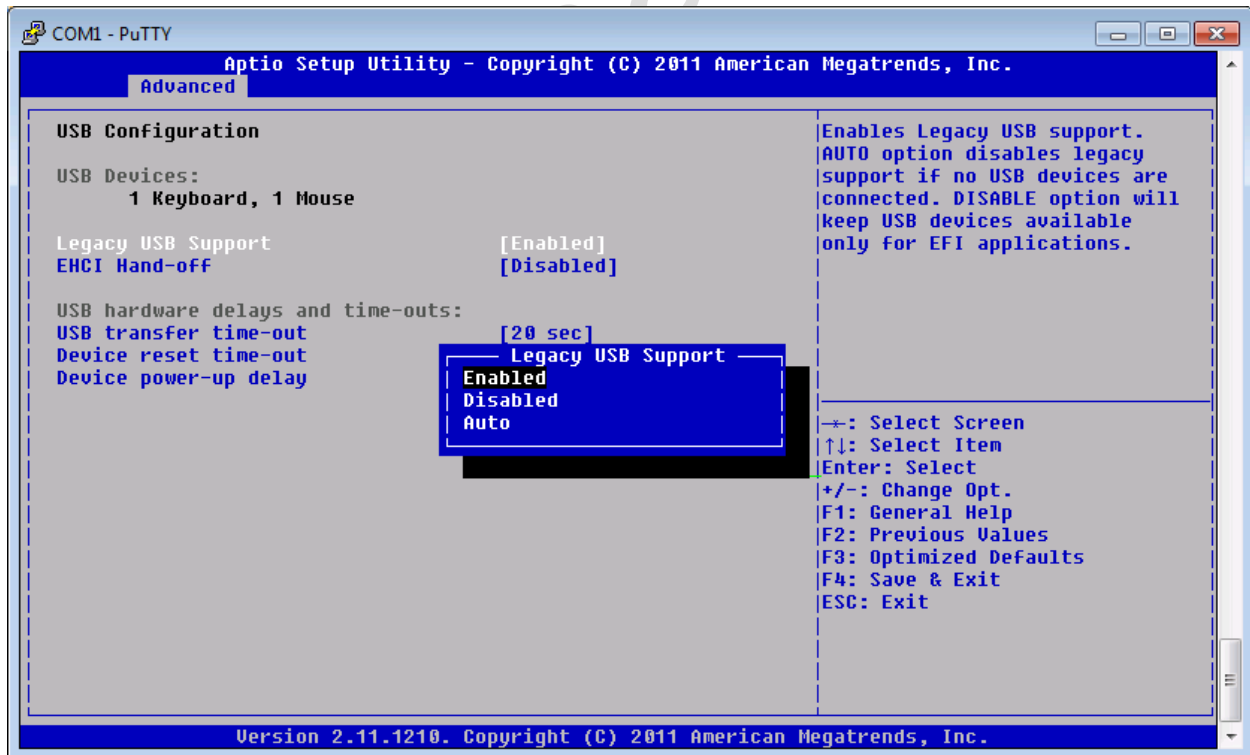 COM1 - PuTTY
Aptio Setup Utility - Copyright (C) 2011 American Megatrends, Inc.
Advanced
USB Configuration
USB Devices:
1 Keyboard, 1 Mouse
Legacy USB Support [Enabled]
EHCI Hand-off [Disabled]
USB hardware delays and time-outs:
USB transfer time-out [20 sec]
Device reset time-out
Device power-up delay
Legacy USB Support
Enabled
Disabled
Auto
Enables Legacy USB support.
AUTO option disables legacy
support if no USB devices are
connected. DISABLE option will
keep USB devices available
only for EFI applications.
→←: Select Screen
↑↓: Select Item
Enter: Select
+/-: Change Opt.
F1: General Help
F2: Previous Values
F3: Optimized Defaults
F4: Save & Exit
ESC: Exit
Version 2.11.1210. Copyright (C) 2011 American Megatrends, Inc.